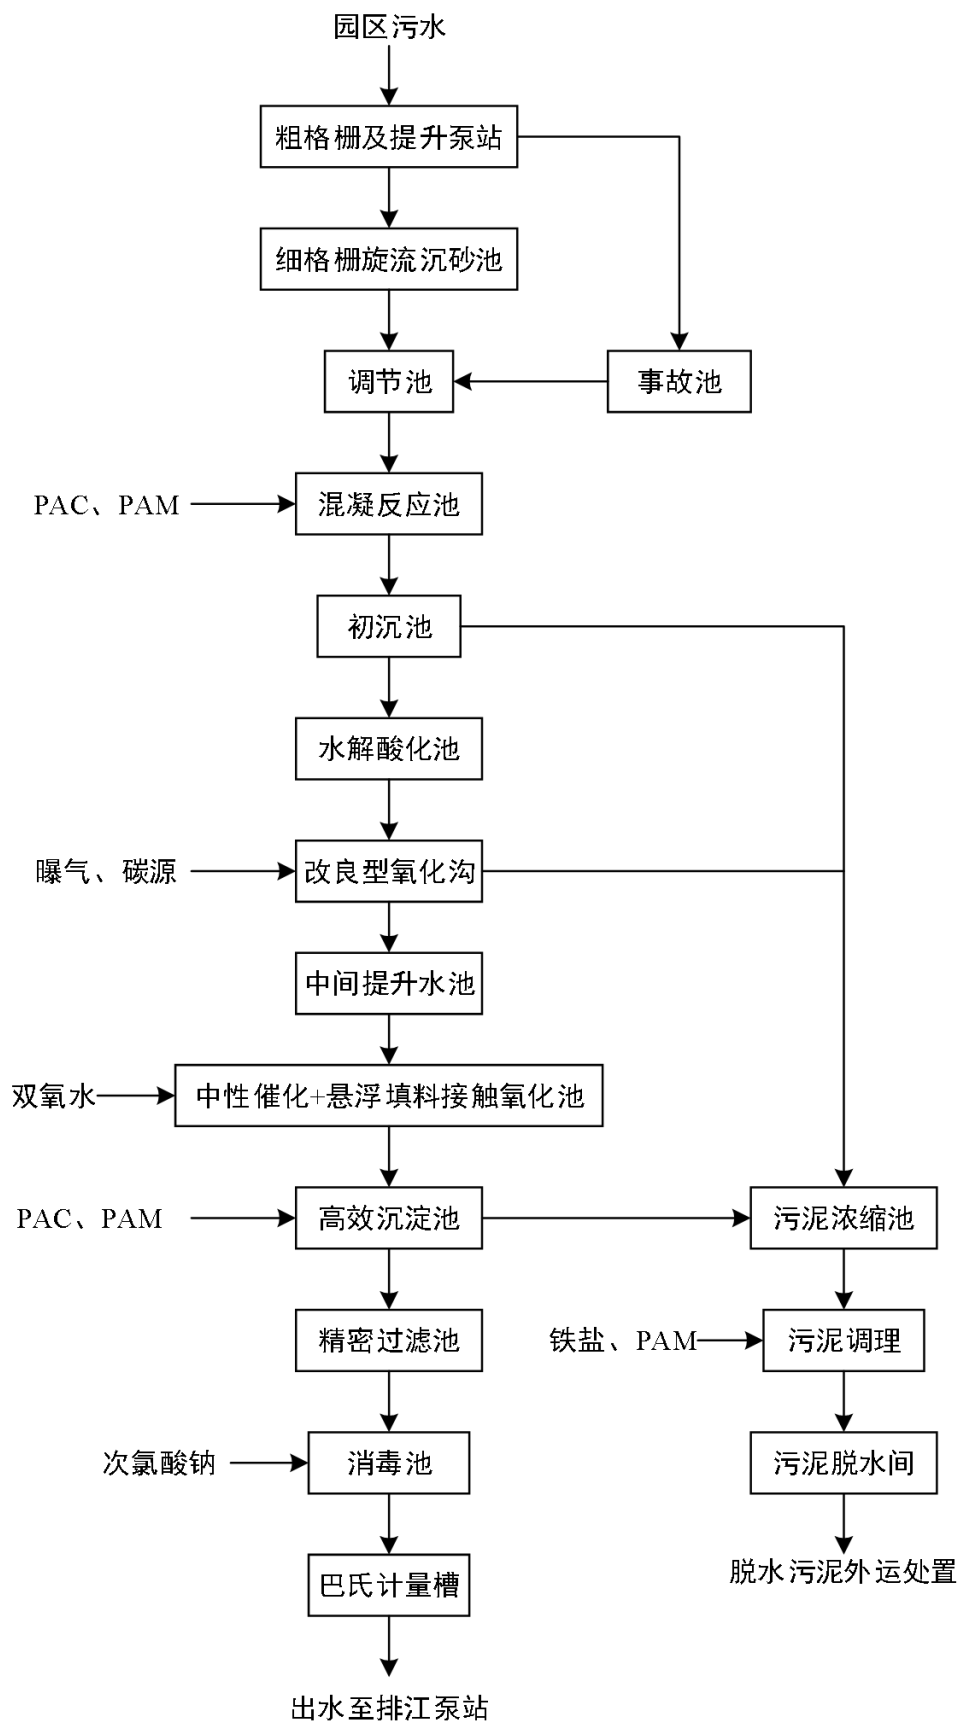 园区污水
粗格栅及提升泵站
细格栅旋流沉砂池
调节池
事故池
PAC、PAM
混凝反应池
初沉池
水解酸化池
曝气、碳源
改良型氧化沟
中间提升水池
双氧水
中性催化+悬浮填料接触氧化池
PAC、PAM
高效沉淀池
污泥浓缩池
精密过滤池
铁盐、PAM
污泥调理
次氯酸钠
消毒池
污泥脱水间
巴氏计量槽
脱水污泥外运处置
出水至排江泵站